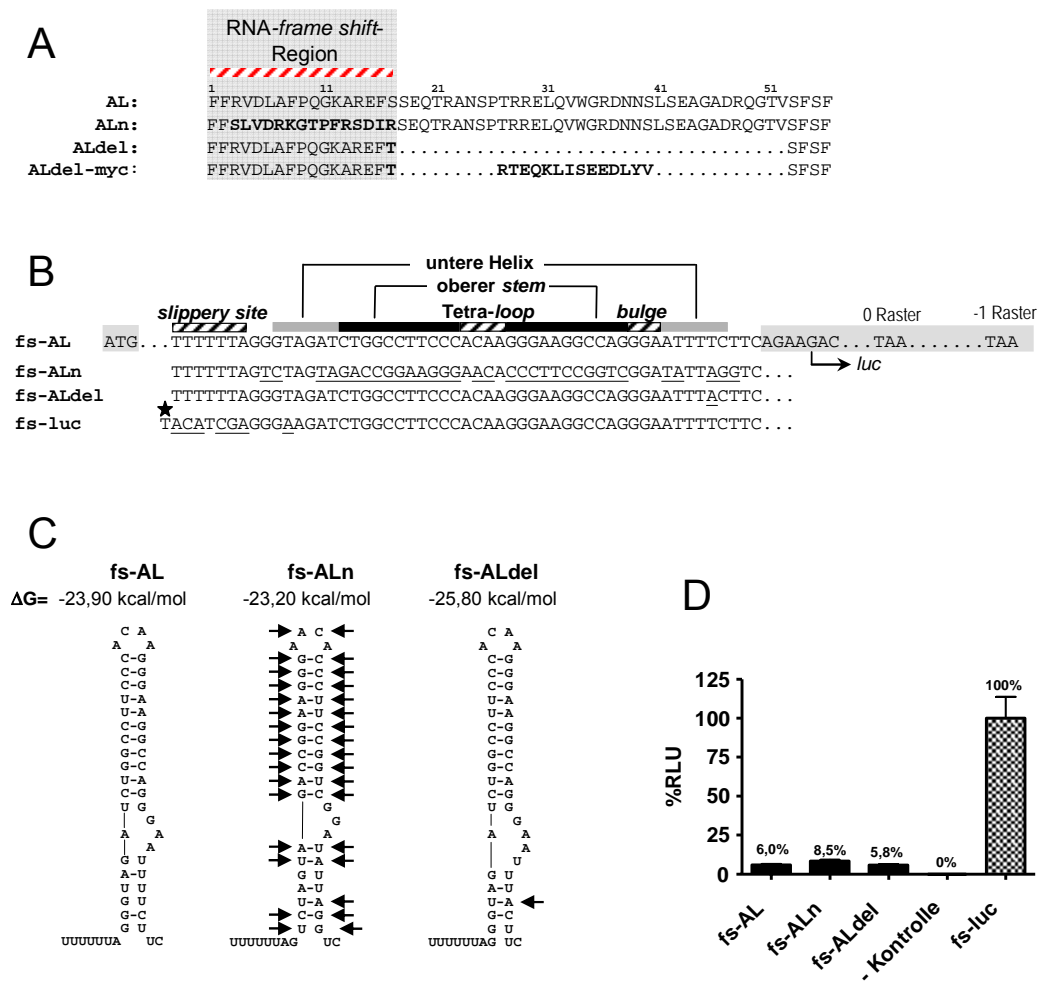 A
RNA-frame shift-
Region
1 11 21 31 41 51
AL: FFRVDLAFPQGKAREFSSEQTRANSPTRRELQVWGRDNNSLSEAGADRQGTVSFSF
ALn: FFSLVDRKGTPFRSDIRSEQTRANSPTRRELQVWGRDNNSLSEAGADRQGTVSFSF
ALdel: FFRVDLAFPQGKAREFT...................................SFSF
ALdel-myc: FFRVDLAFPQGKAREFT.........RTEQKLISEEDLYV............SFSF
B
untere Helix
oberer stem
slippery site Tetra-loop bulge
0 Raster -1 Raster
fs-AL ATG...TTTTTTAGGGTAGATCTGGCCTTCCCACAAGGGAAGGCCAGGGAATTTTCTTCAGAAGAC...TAA.......TAA
luc
fs-ALn TTTTTTAGTCTAGTAGACCGGAAGGGAACACCCTTCCGGTCGGATATTAGGTC...
fs-ALdel TTTTTTAGGGTAGATCTGGCCTTCCCACAAGGGAAGGCCAGGGAATTTACTTC...
fs-luc TACATCGAGGGAAGATCTGGCCTTCCCACAAGGGAAGGCCAGGGAATTTTCTTC...
C
fs-AL fs-ALn fs-ALdel
ΔG= -23,90 kcal/mol -23,20 kcal/mol -25,80 kcal/mol
UUUUUUA UC
UUUUUUAG UC
UUUUUUAG UC
D
%RLU
125
100
75
50
25
0
6,0% 8,5% 5,8% 0% 100%
fs-AL
fs-ALn
fs-ALdel
- Kontrolle
fs-luc